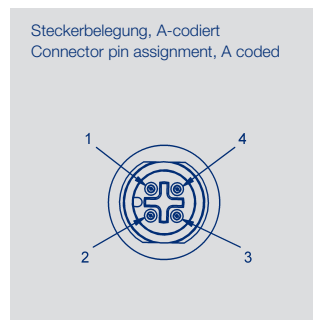 Steckerbelegung, A-codiert
Connector pin assignment, A coded
1 4
2 3